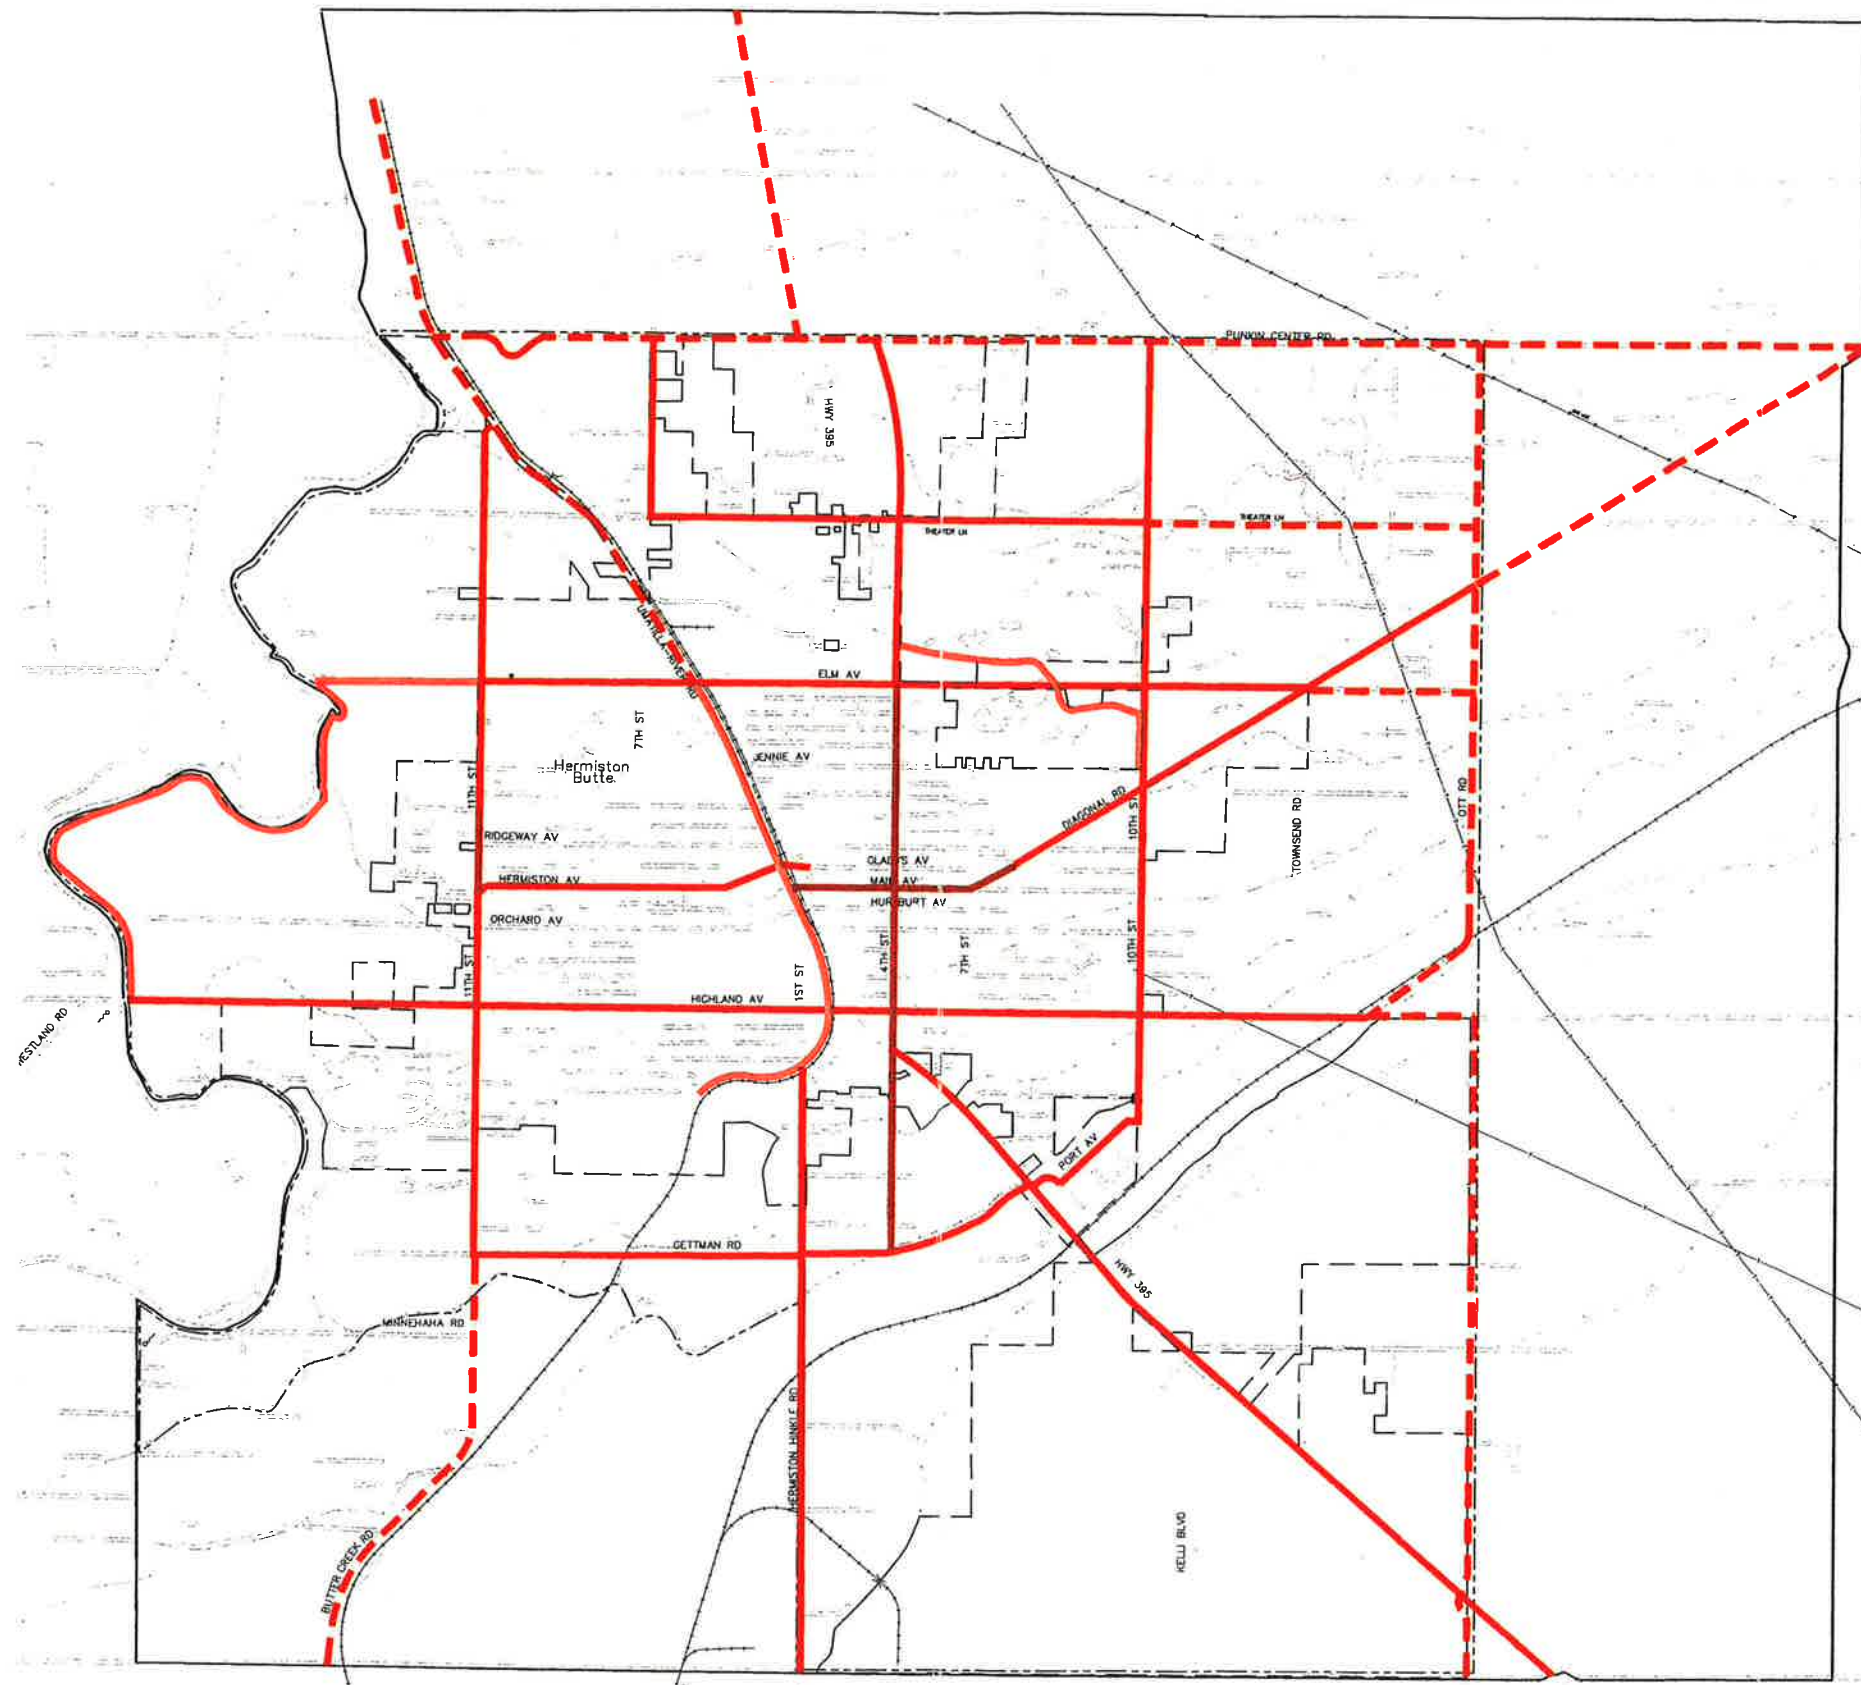 PUNKIN CENTER RD
HWY 395
THEATER LN
THEATER LN
UMATILLA-RIVER RD
ELM AV
7TH ST
JENNIE AV
Hermiston
Butte
11TH ST
DIAGONAL RD
10TH ST
TOWNSEND RD
OTT RD
RIDGEWAY AV
GLADYS AV
HERMISTON AV
MAIN AV
HURLBURT AV
ORCHARD AV
4TH ST
7TH ST
10TH ST
11TH ST
1ST ST
HIGHLAND AV
WESTLAND RD
PORT AV
GETTMAN RD
HWY 395
MINNEHAHA RD
HERMISTON HINKLE RD
BUTTER CREEK RD
KELLI BLVD